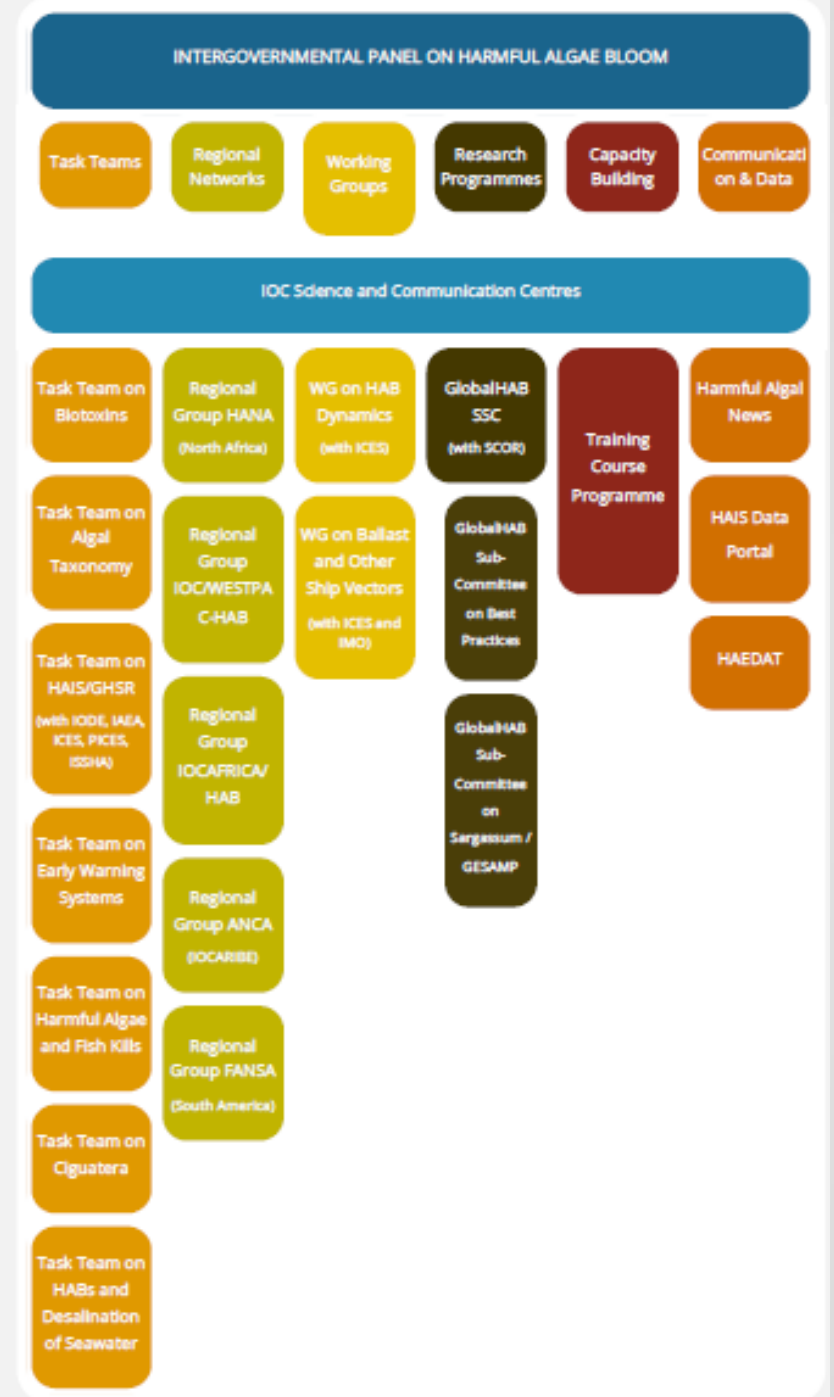 INTERGOVERNMENTAL PANEL ON HARMFUL ALGAE BLOOM
Task Teams
Regional
Networks
Working
Groups
Research
Programmes
Capacity
Building
Communicati
on & Data
IOC Science and Communication Centres
Task Team on
Biotoxins
Task Team on
Algal
Taxonomy
Task Team on
HAIS/GHSR
(with IODE, IAEA,
ICES, PICES,
ISSHA)
Task Team on
Early Warning
Systems
Task Team on
Harmful Algae
and Fish Kills
Task Team on
Ciguatera
Task Team on
HABs and
Desalination
of Seawater
Regional
Group HANA
(North Africa)
Regional
Group
IOC/WESTPA
C-HAB
Regional
Group
IOCAFRICA/
HAB
Regional
Group ANCA
(IOCARIBE)
Regional
Group FANSA
(South America)
WG on HAB
Dynamics
(with ICES)
WG on Ballast
and Other
Ship Vectors
(with ICES and
IMO)
GlobalHAB
SSC
(with SCOR)
GlobalHAB
Sub-
Committee
on Best
Practices
GlobalHAB
Sub-
Committee
on
Sargassum /
GESAMP
Training
Course
Programme
Harmful Algal
News
HAIS Data
Portal
HAEDAT